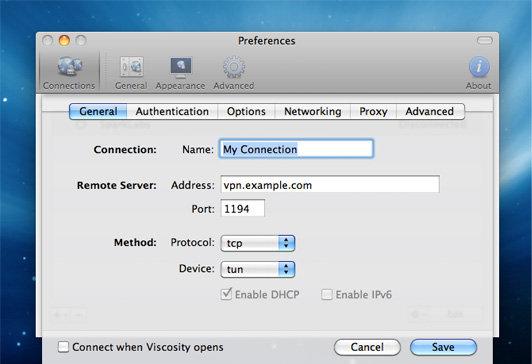 Preferences
Connections General Appearance Advanced About
General Authentication Options Networking Proxy Advanced
Connection: Name: My Connection
Remote Server: Address: vpn.example.com
Port: 1194
Method: Protocol: tcp
Device: tun
Enable DHCP Enable IPv6
Edit
Connect when Viscosity opens Cancel Save